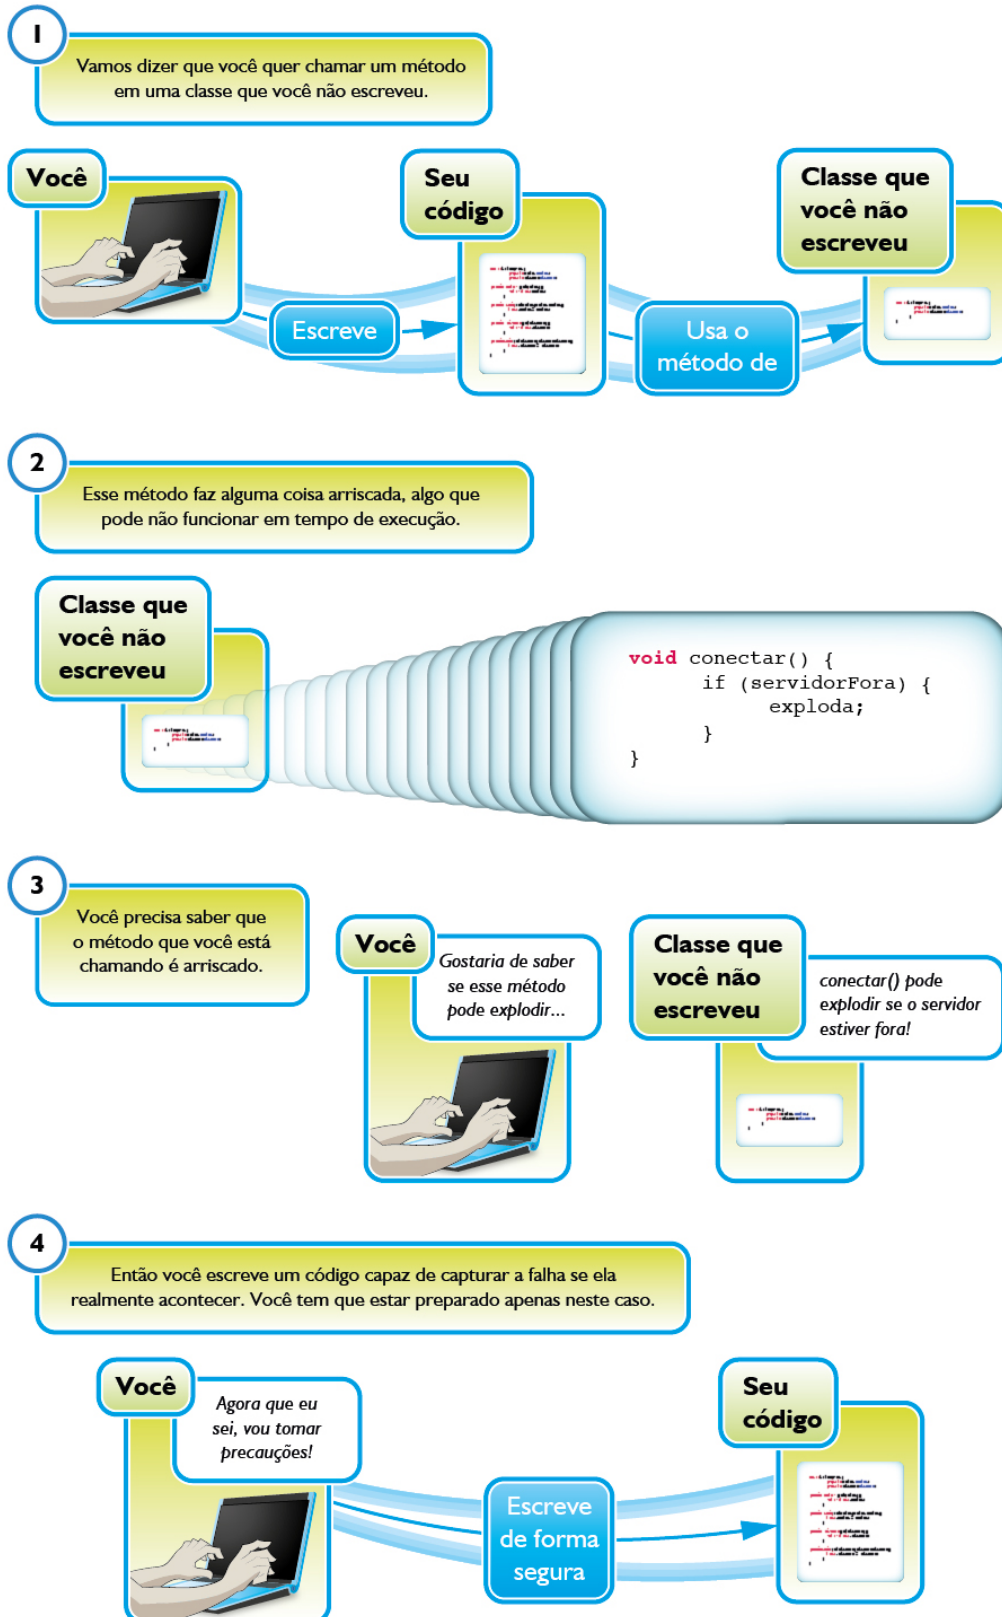 1
Vamos dizer que você quer chamar um método
em uma classe que você não escreveu.
Você
Seu
código
Classe que
você não
escreveu
Escreve
Usa o
método de
2
Esse método faz alguma coisa arriscada, algo que
pode não funcionar em tempo de execução.
Classe que
você não
escreveu
void conectar() {
if (servidorFora) {
exploda;
}
}
3
Você precisa saber que
o método que você está
chamando é arriscado.
Você
Gostaria de saber
se esse método
pode explodir...
Classe que
você não
escreveu
conectar() pode
explodir se o servidor
estiver fora!
4
Então você escreve um código capaz de capturar a falha se ela
realmente acontecer. Você tem que estar preparado apenas neste caso.
Você
Agora que eu
sei, vou tomar
precauções!
Escreve
de forma
segura
Seu
código